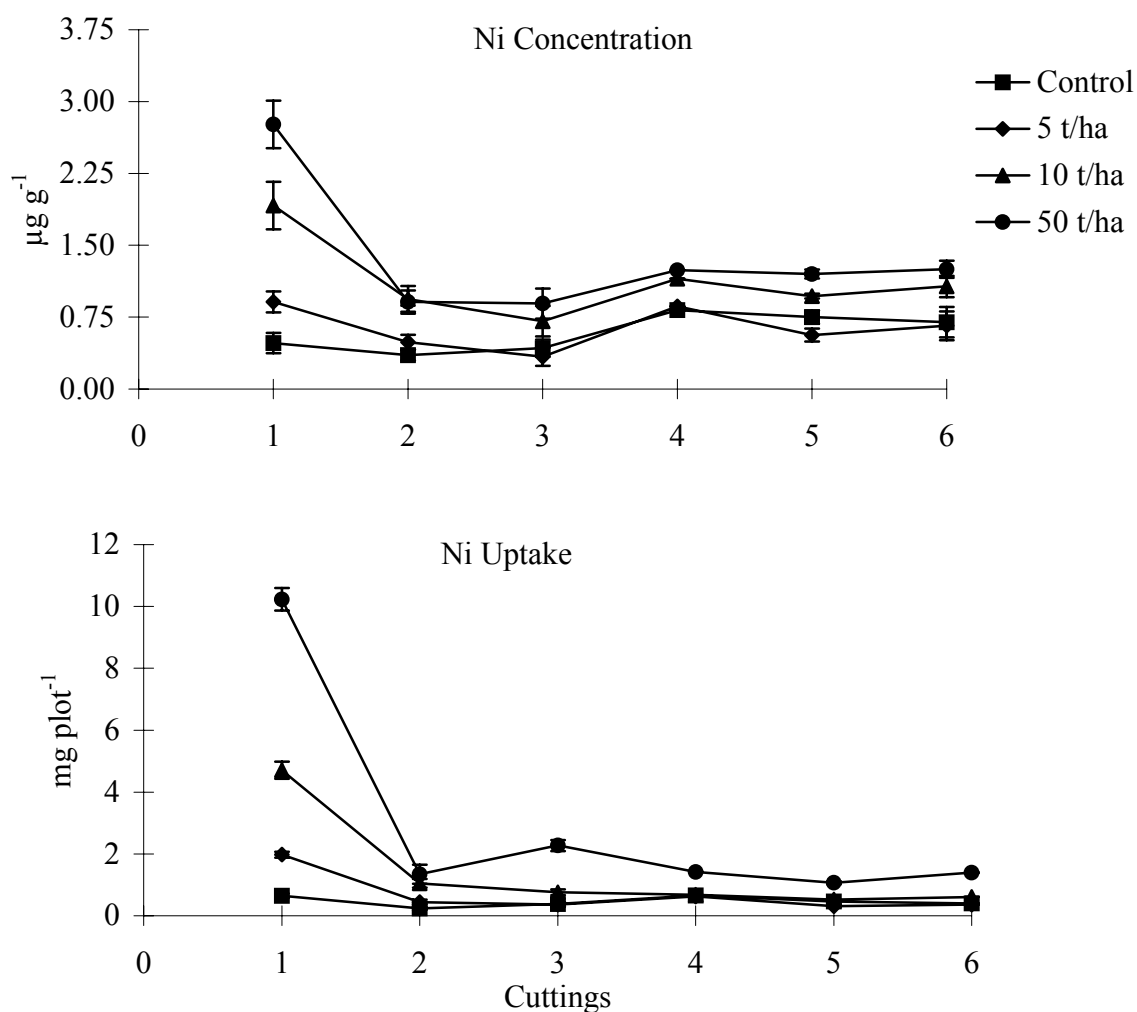 Ni Concentration
3.75
3.00
2.25
1.50
0.75
0.00
µg g⁻¹
0 1 2 3 4 5 6
Control
5 t/ha
10 t/ha
50 t/ha
Ni Uptake
12
10
8
6
4
2
0
mg plot⁻¹
0 1 2 3 4 5 6
Cuttings